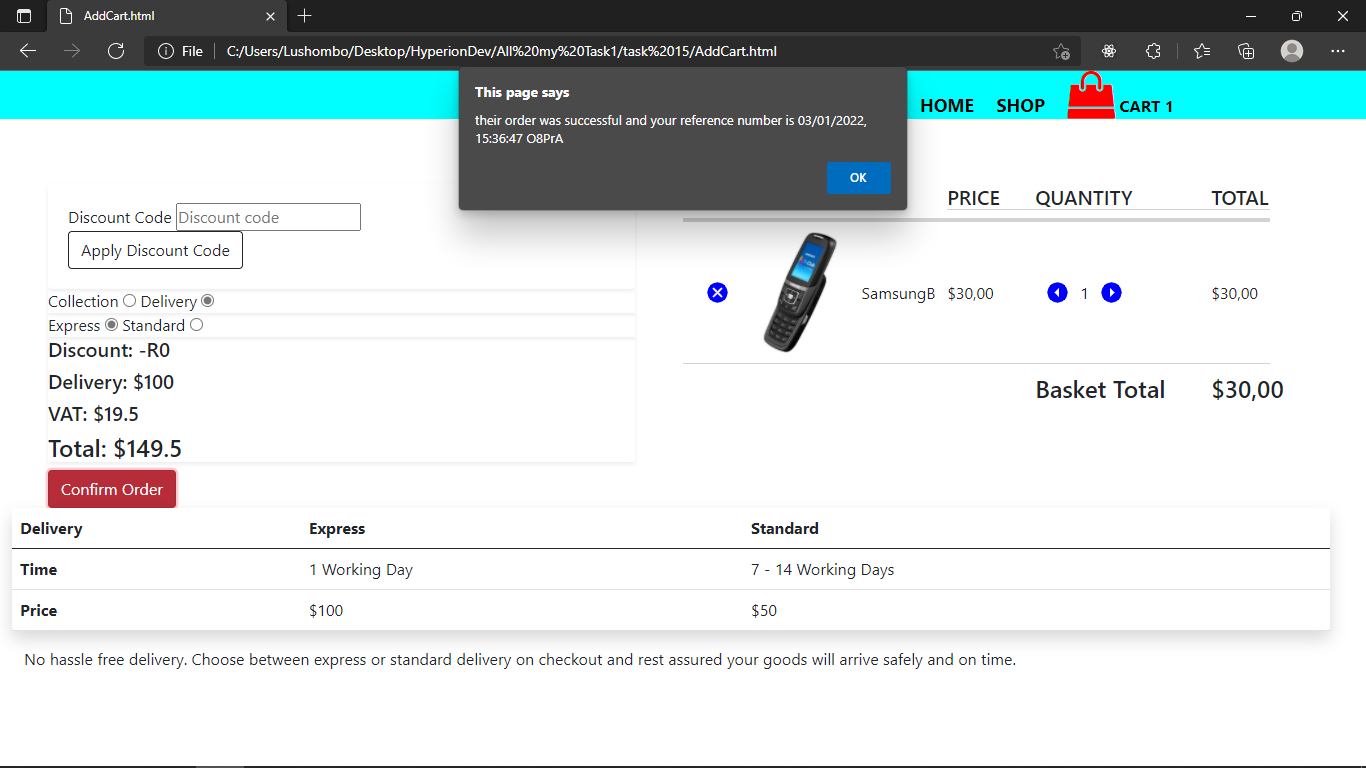 AddCart.html
File
C:/Users/Lushombo/Desktop/HyperionDev/All%20my%20Task1/task%2015/AddCart.html
This page says
their order was successful and your reference number is 03/01/2022,
15:36:47 O8PrA
OK
HOME SHOP CART 1
Discount Code Discount code
Apply Discount Code
Collection Delivery
Express Standard
Discount: -R0
Delivery: $100
VAT: $19.5
Total: $149.5
Confirm Order
PRICE QUANTITY TOTAL
SamsungB $30,00 1 $30,00
Basket Total $30,00
Delivery Express Standard
Time 1 Working Day 7 - 14 Working Days
Price $100 $50
No hassle free delivery. Choose between express or standard delivery on checkout and rest assured your goods will arrive safely and on time.